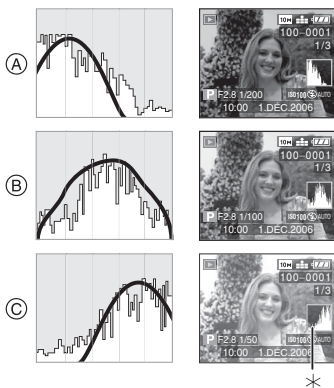 A
10M
100-0001
1/3
P F2.8 1/200 ISO100 AUTO
10:00 1.DEC.2006
B
10M
100-0001
1/3
P F2.8 1/100 ISO100 AUTO
10:00 1.DEC.2006
C
10M
100-0001
1/3
P F2.8 1/50 ISO100 AUTO
10:00 1.DEC.2006
*